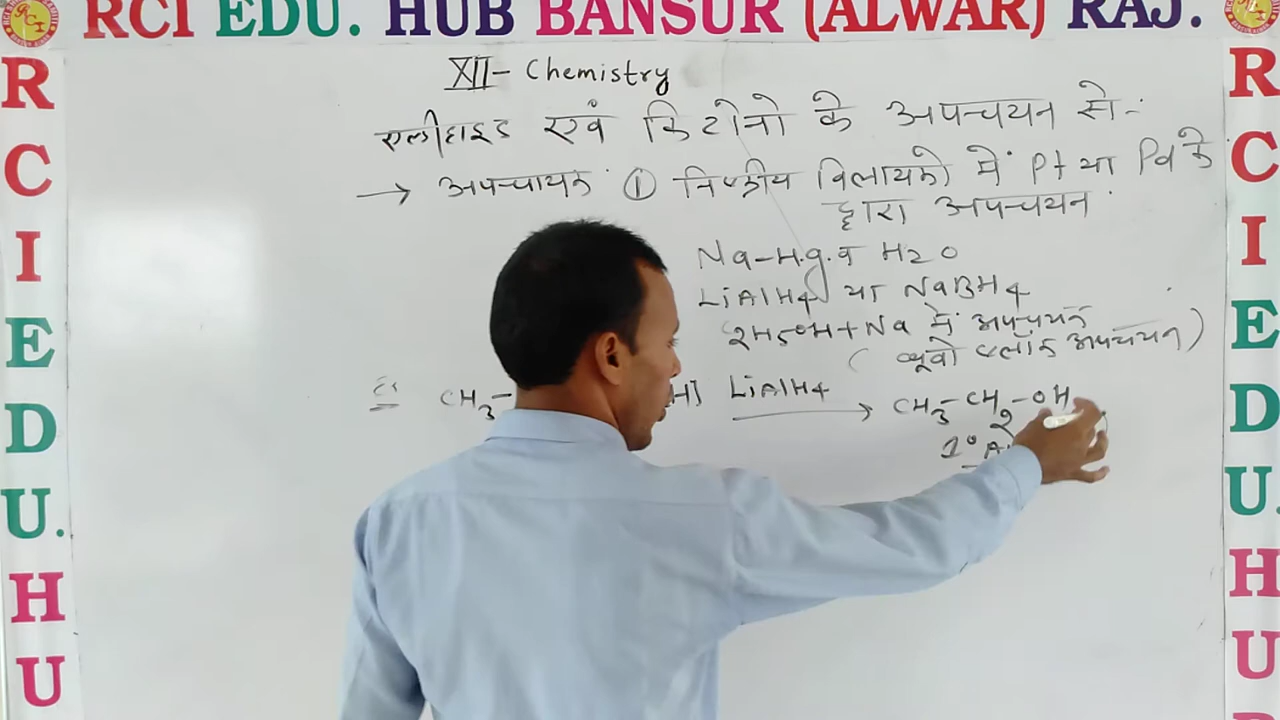 RCI EDU. HUB BANSUR (ALWAR) RAJ.
XII - Chemistry
एल्डीहाइड एवं किटोनो के अपचयन से-:
→ अपचायक ① निष्क्रीय विलायको में Pt या Pd के
द्वारा अपचयन
Na-H.g. व H2O
LiAlH4 या NaBH4
2H5OH + Na में अपचयन
( व्यूवो ब्लॉक अपचयन )
CH3- H] LiAlH4 → CH3-CH2-OH
1° A
R
C
I
E
D
U.
H
U
R
C
I
E
D
U.
H
U